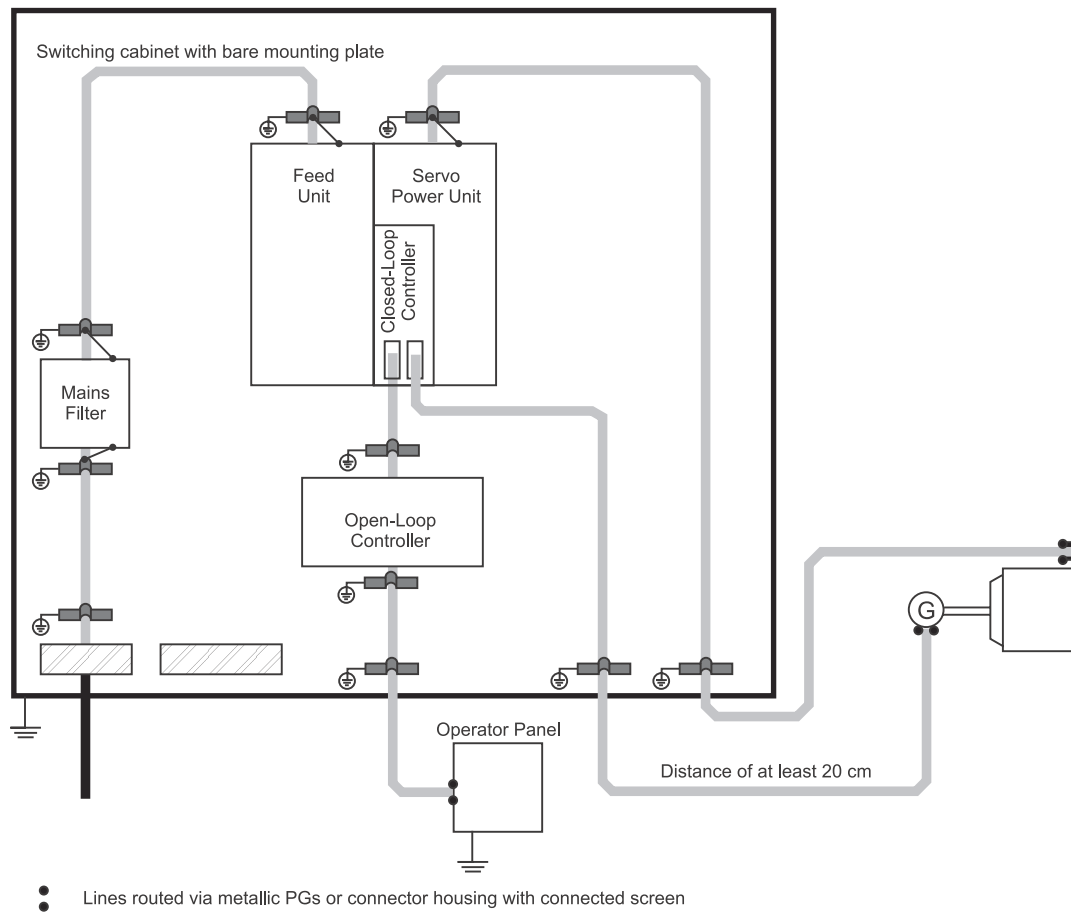 Switching cabinet with bare mounting plate
Feed
Unit
Servo
Power Unit
Closed-Loop
Controller
Mains
Filter
Open-Loop
Controller
G
Operator Panel
Distance of at least 20 cm
Lines routed via metallic PGs or connector housing with connected screen